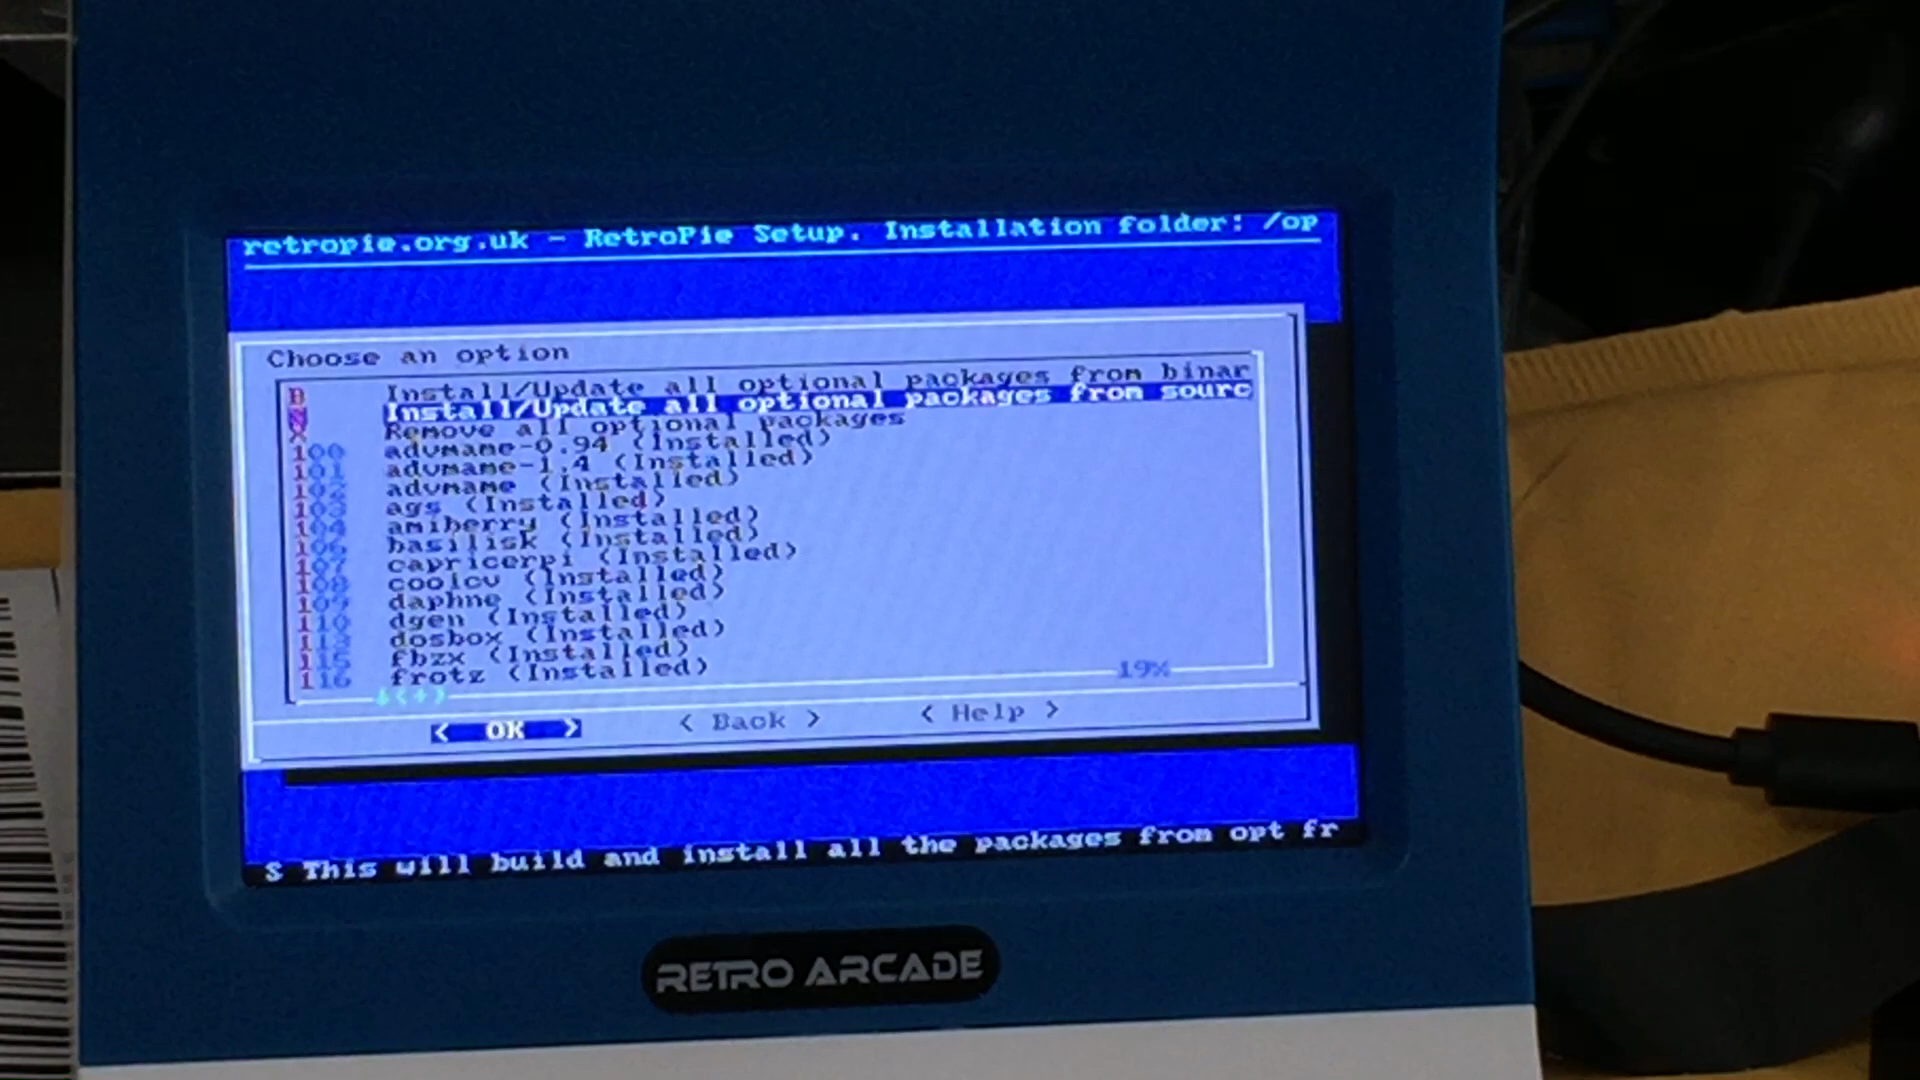 retropie.org.uk - RetroPie Setup. Installation folder: /op
Choose an option
B Install/Update all optional packages from binar
Install/Update all optional packages from sourc
X Remove all optional packages
100 advmame-0.94 (Installed)
101 advmame-1.4 (Installed)
102 advmame (Installed)
103 ags (Installed)
104 amiberry (Installed)
106 basilisk (Installed)
107 capricerpi (Installed)
108 coolcv (Installed)
109 daphne (Installed)
110 dgen (Installed)
113 dosbox (Installed)
115 fbzx (Installed)
116 frotz (Installed)
↓(+) 19%
< OK > < Back > < Help >
S This will build and install all the packages from opt fr
RETRO ARCADE